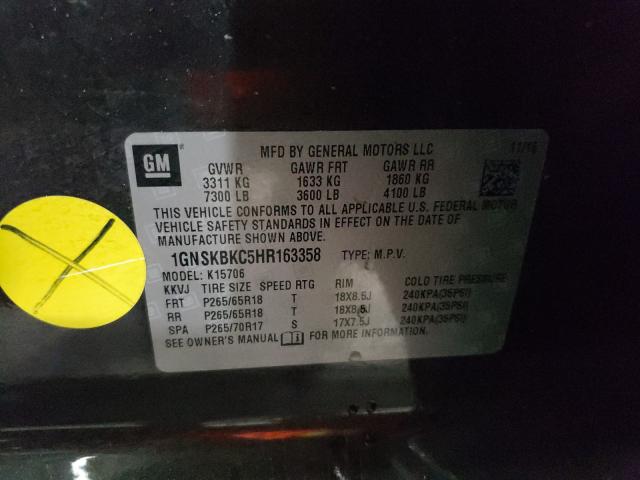 GM
MFD BY GENERAL MOTORS LLC 11/16
GVWR GAWR FRT GAWR RR
3311 KG 1633 KG 1860 KG
7300 LB 3600 LB 4100 LB
THIS VEHICLE CONFORMS TO ALL APPLICABLE U.S. FEDERAL MOTOR
VEHICLE SAFETY STANDARDS IN EFFECT ON THE DATE OF
MANUFACTURE SHOWN ABOVE.
1GNSKBKC5HR163358 TYPE: M.P.V.
MODEL: K15706
KKVJ TIRE SIZE SPEED RTG RIM COLD TIRE PRESSURE
FRT P265/65R18 T 18X8.5J 240KPA(35PSI)
RR P265/65R18 T 18X8.5J 240KPA(35PSI)
SPA P265/70R17 S 17X7.5J 240KPA(35PSI)
SEE OWNER'S MANUAL FOR MORE INFORMATION.